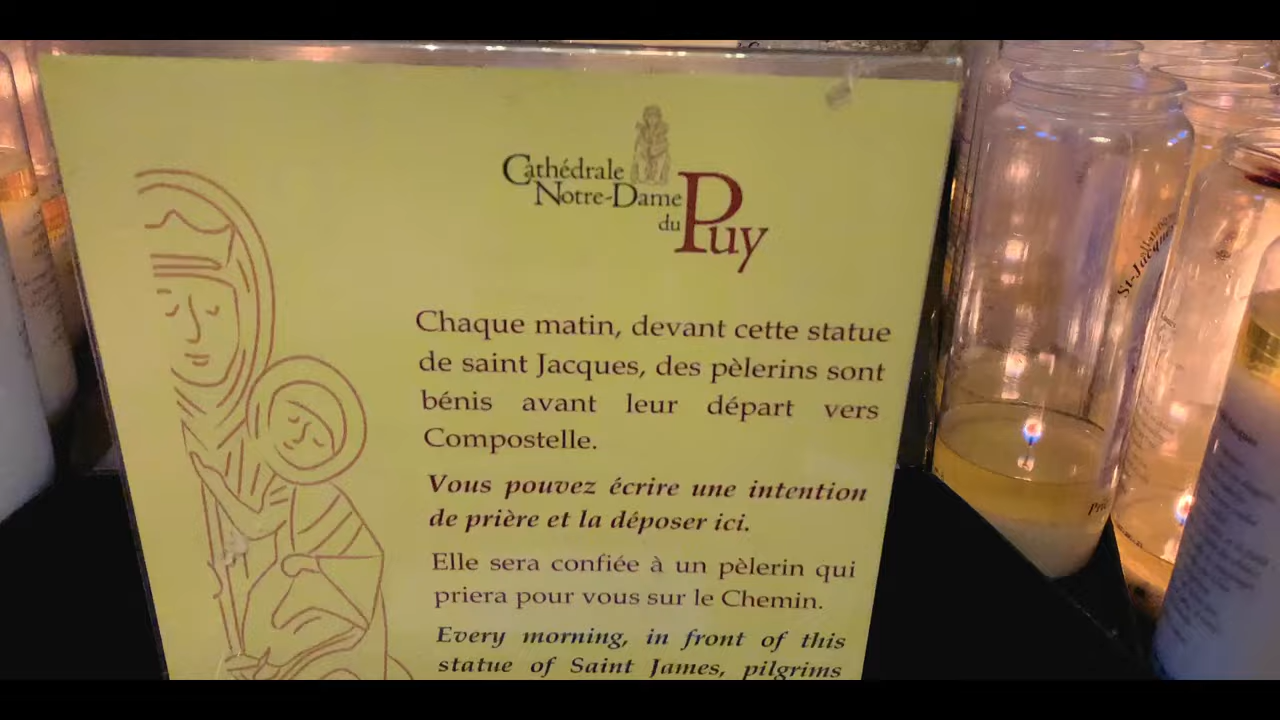 Cathédrale
Notre-Dame
du Puy
Chaque matin, devant cette statue
de saint Jacques, des pèlerins sont
bénis avant leur départ vers
Compostelle.
Vous pouvez écrire une intention
de prière et la déposer ici.
Elle sera confiée à un pèlerin qui
priera pour vous sur le Chemin.
Every morning, in front of this
statue of Saint James, pilgrims
St-Jacques